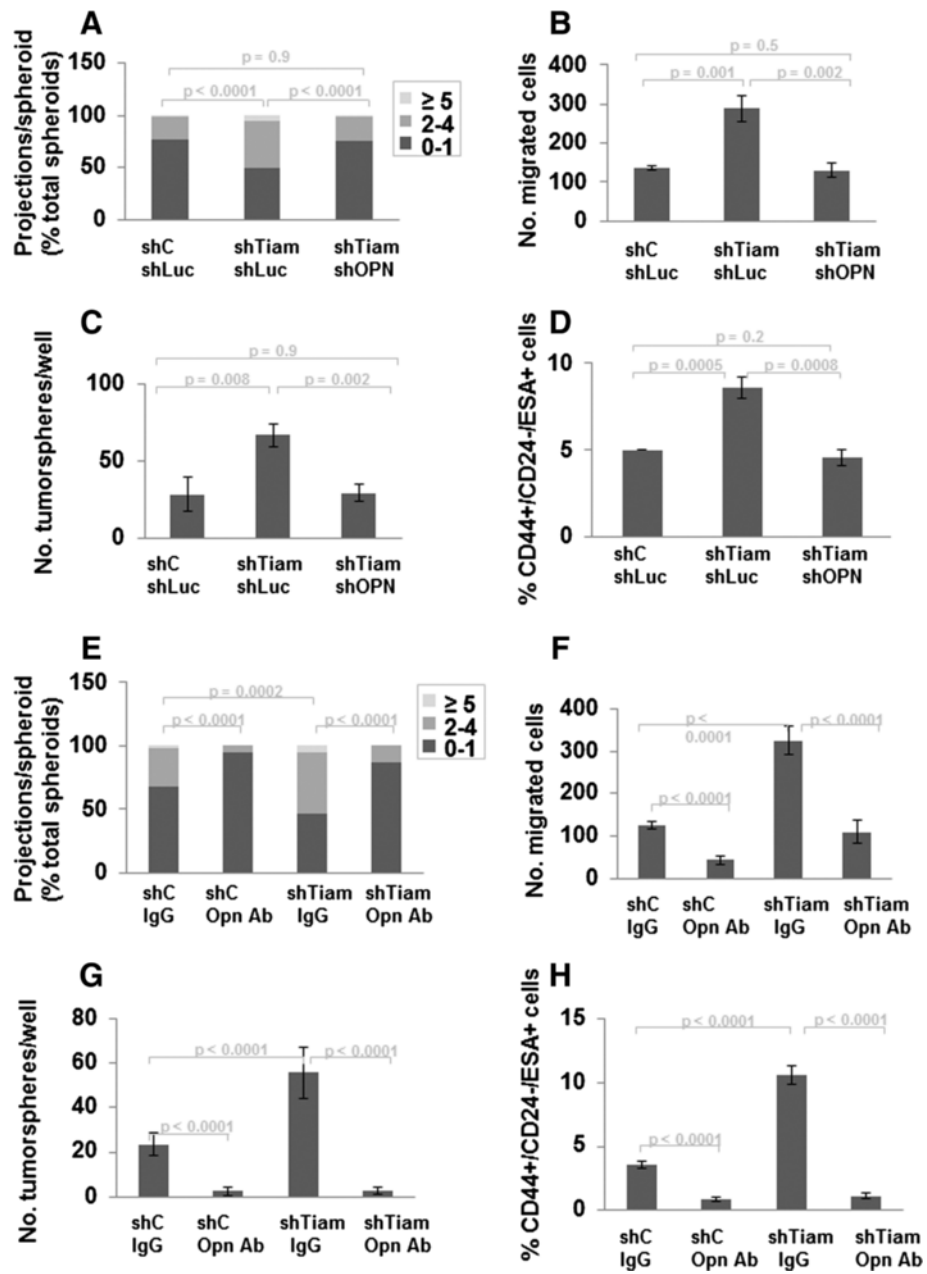 A
150
100
50
0
Projections/spheroid
(% total spheroids)
p = 0.9
p < 0.0001
p < 0.0001
≥ 5
2-4
0-1
shC
shLuc
shTiam
shLuc
shTiam
shOPN
B
400
300
200
100
0
No. migrated cells
p = 0.5
p = 0.001
p = 0.002
shC
shLuc
shTiam
shLuc
shTiam
shOPN
C
100
50
0
No. tumorspheres/well
p = 0.9
p = 0.008
p = 0.002
shC
shLuc
shTiam
shLuc
shTiam
shOPN
D
10
5
0
% CD44+/CD24-/ESA+ cells
p = 0.2
p = 0.0005
p = 0.0008
shC
shLuc
shTiam
shLuc
shTiam
shOPN
E
150
100
50
0
Projections/spheroid
(% total spheroids)
p = 0.0002
p < 0.0001
p < 0.0001
≥ 5
2-4
0-1
shC
IgG
shC
Opn Ab
shTiam
IgG
shTiam
Opn Ab
F
400
300
200
100
0
No. migrated cells
p <
0.0001
p < 0.0001
p < 0.0001
shC
IgG
shC
Opn Ab
shTiam
IgG
shTiam
Opn Ab
G
80
60
40
20
0
No. tumorspheres/well
p < 0.0001
p < 0.0001
p < 0.0001
shC
IgG
shC
Opn Ab
shTiam
IgG
shTiam
Opn Ab
H
15
10
5
0
% CD44+/CD24-/ESA+ cells
p < 0.0001
p < 0.0001
p < 0.0001
shC
IgG
shC
Opn Ab
shTiam
IgG
shTiam
Opn Ab